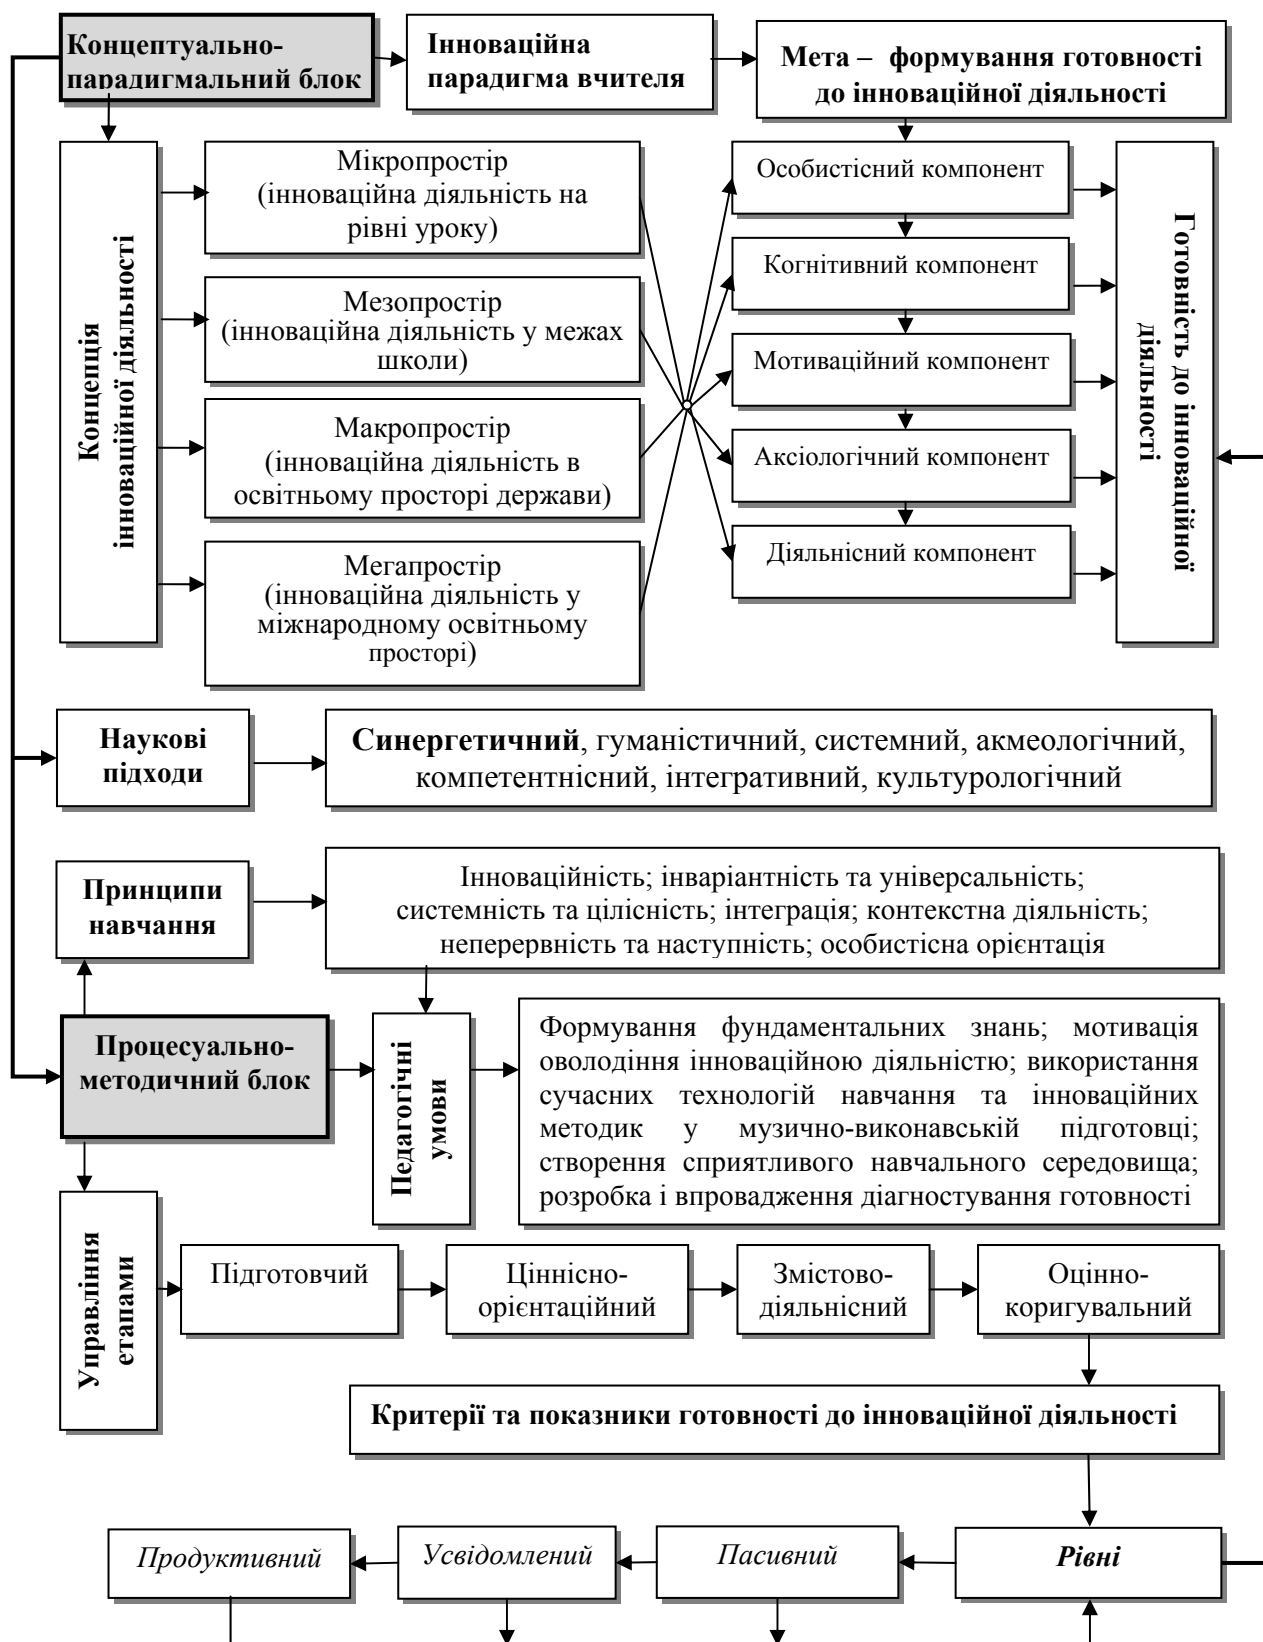 Концептуально-
парадигмальний блок
Інноваційна
парадигма вчителя
Мета – формування готовності
до інноваційної діяльності
Концепція
інноваційної діяльності
Мікропростір
(інноваційна діяльність на
рівні уроку)
Мезопростір
(інноваційна діяльність у межах
школи)
Макропростір
(інноваційна діяльність в
освітньому просторі держави)
Мегапростір
(інноваційна діяльність у
міжнародному освітньому
просторі)
Особистісний компонент
Когнітивний компонент
Мотиваційний компонент
Аксіологічний компонент
Діяльнісний компонент
Готовність до інноваційної
діяльності
Наукові
підходи
Синергетичний, гуманістичний, системний, акмеологічний,
компетентнісний, інтегративний, культурологічний
Принципи
навчання
Інноваційність; інваріантність та універсальність;
системність та цілісність; інтеграція; контекстна діяльність;
неперервність та наступність; особистісна орієнтація
Процесуально-
методичний блок
Педагогічні
умови
Формування фундаментальних знань; мотивація
оволодіння інноваційною діяльністю; використання
сучасних технологій навчання та інноваційних
методик у музично-виконавській підготовці;
створення сприятливого навчального середовища;
розробка і впровадження діагностування готовності
Управління
етапами
Підготовчий
Ціннісно-
орієнтаційний
Змістово-
діяльнісний
Оцінно-
коригувальний
Критерії та показники готовності до інноваційної діяльності
Продуктивний
Усвідомлений
Пасивний
Рівні